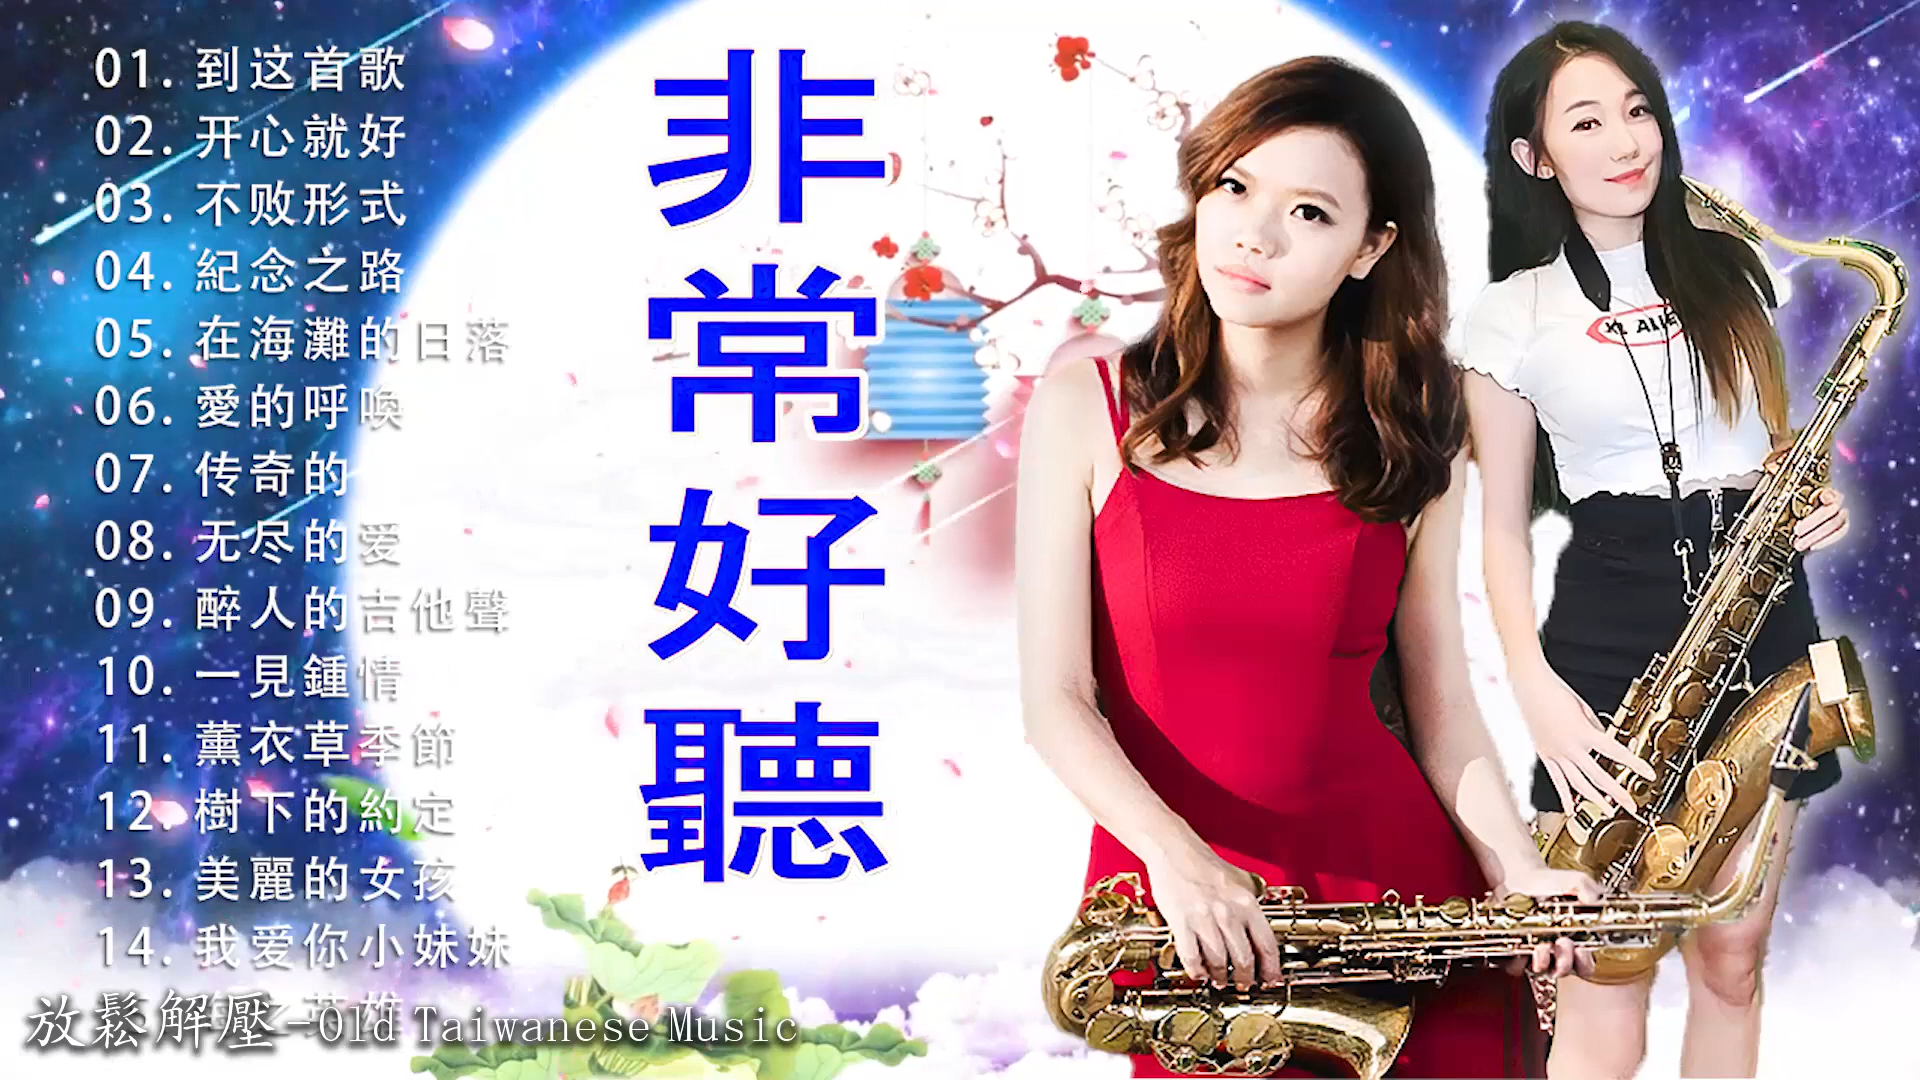 01. 到这首歌
02. 开心就好
03. 不败形式
04. 紀念之路
05. 在海灘的日落
06. 愛的呼喚
07. 传奇的
08. 无尽的爱
09. 醉人的吉他聲
10. 一見鍾情
11. 薰衣草季節
12. 樹下的約定
13. 美麗的女孩
14. 我爱你小妹妹
放鬆解壓 - Old Taiwanese Music
非常好聽